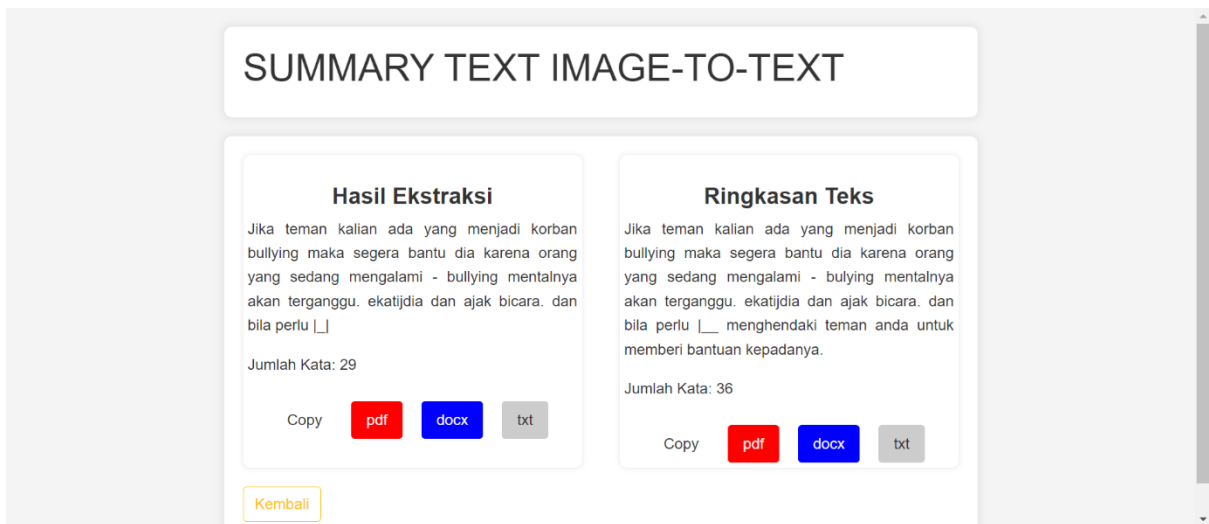 SUMMARY TEXT IMAGE-TO-TEXT
Hasil Ekstraksi
Jika teman kalian ada yang menjadi korban
bullying maka segera bantu dia karena orang
yang sedang mengalami - bullying mentalnya
akan terganggu. ekatijdia dan ajak bicara. dan
bila perlu |_|
Jumlah Kata: 29
Copy pdf docx txt
Ringkasan Teks
Jika teman kalian ada yang menjadi korban
bullying maka segera bantu dia karena orang
yang sedang mengalami - bulying mentalnya
akan terganggu. ekatijdia dan ajak bicara. dan
bila perlu |__ menghendaki teman anda untuk
memberi bantuan kepadanya.
Jumlah Kata: 36
Copy pdf docx txt
Kembali